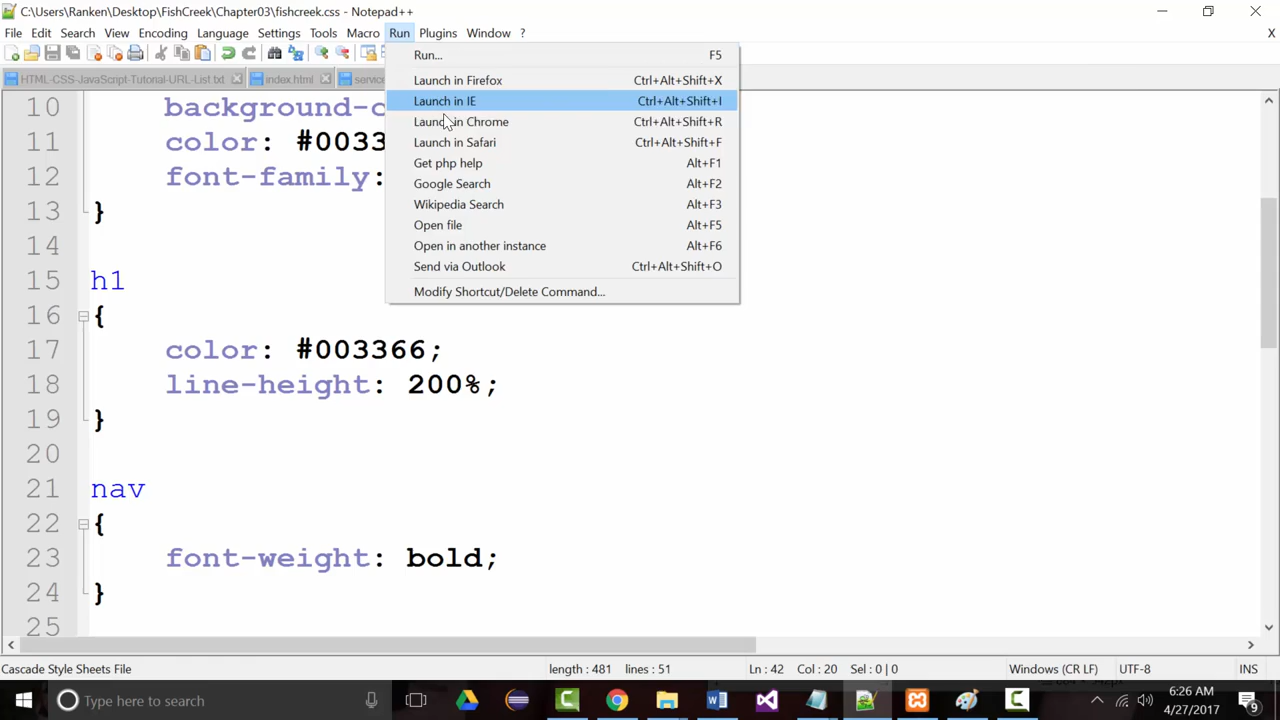 C:\Users\Ranken\Desktop\FishCreek\Chapter03\fishcreek.css - Notepad++
File Edit Search View Encoding Language Settings Tools Macro Run Plugins Window ? X
HTML-CSS-JavaScript-Tutorial-URL-List.txt index.html
Run... F5
Launch in Firefox Ctrl+Alt+Shift+X
Launch in IE Ctrl+Alt+Shift+I
Launch in Chrome Ctrl+Alt+Shift+R
Launch in Safari Ctrl+Alt+Shift+F
Get php help Alt+F1
Google Search Alt+F2
Wikipedia Search Alt+F3
Open file Alt+F5
Open in another instance Alt+F6
Send via Outlook Ctrl+Alt+Shift+O
Modify Shortcut/Delete Command...
10 background-c
11 color: #0033
12 font-family:
13 }
14
15 h1
16 {
17 color: #003366;
18 line-height: 200%;
19 }
20
21 nav
22 {
23 font-weight: bold;
24 }
25
Cascade Style Sheets File length : 481 lines : 51 Ln : 42 Col : 20 Sel : 0 | 0 Windows (CR LF) UTF-8 INS
Type here to search
6:26 AM
4/27/2017
9